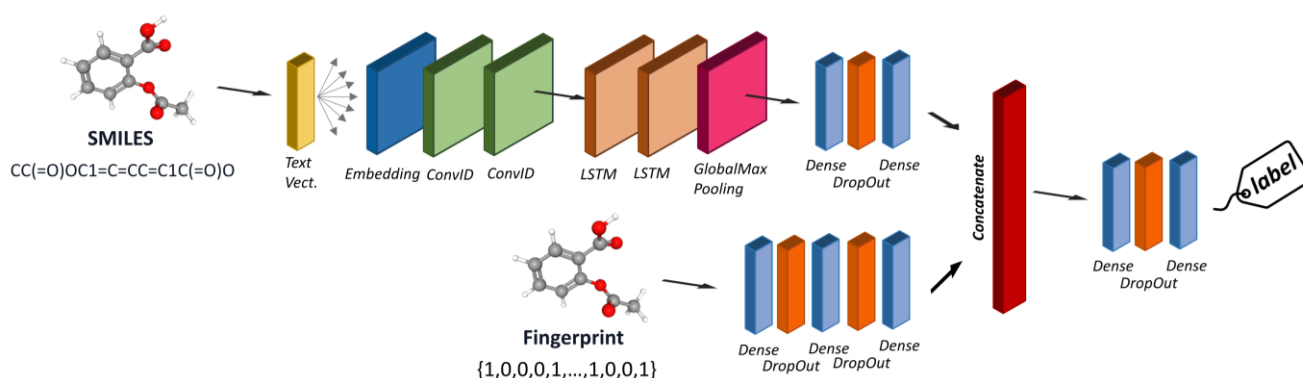 SMILES
CC(=O)OC1=C=CC=C1C(=O)O
Text
Vect.
Embedding
ConvID
ConvID
LSTM
LSTM
GlobalMax
Pooling
Dense
DropOut
Dense
Concatenate
Fingerprint
{1,0,0,0,1,...,1,0,0,1}
Dense
DropOut
Dense
DropOut
Dense
Dense
DropOut
Dense
label